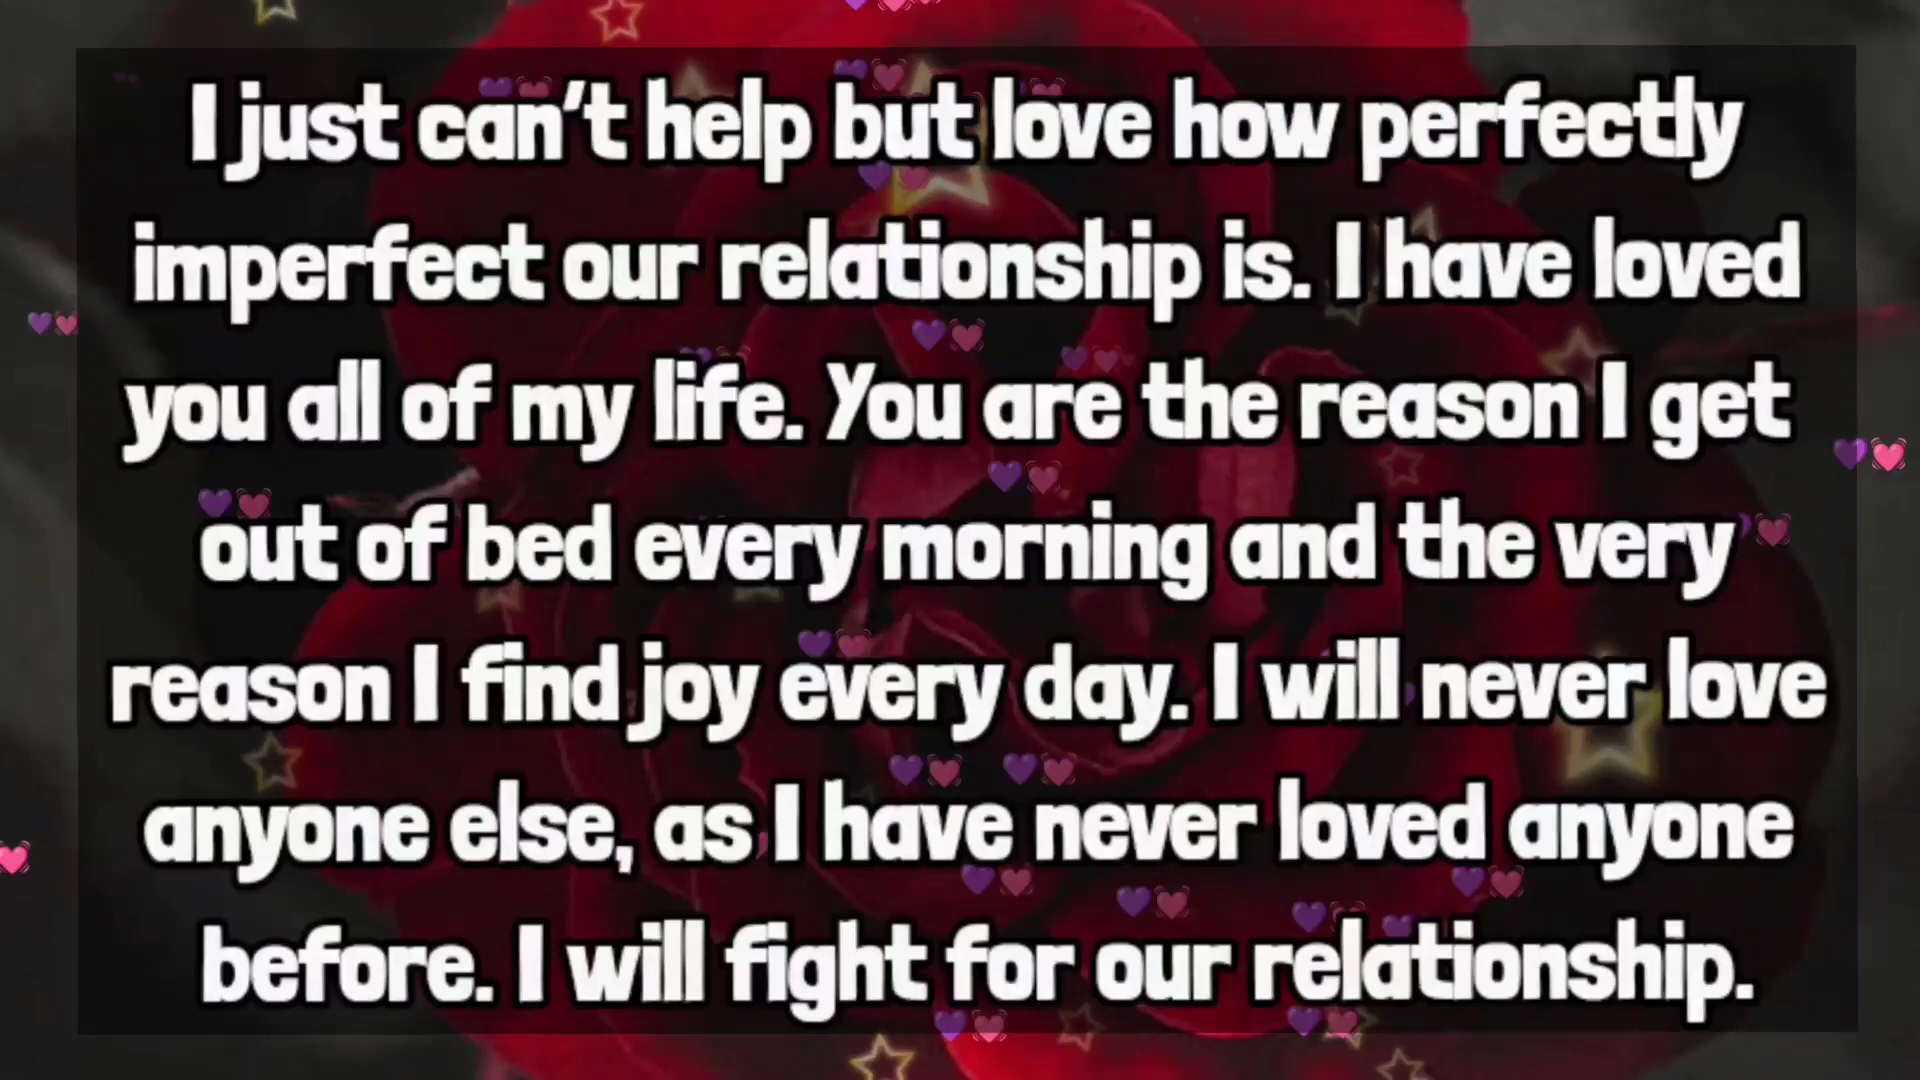 I just can't help but love how perfectly
imperfect our relationship is. I have loved
you all of my life. You are the reason I get
out of bed every morning and the very
reason I find joy every day. I will never love
anyone else, as I have never loved anyone
before. I will fight for our relationship.